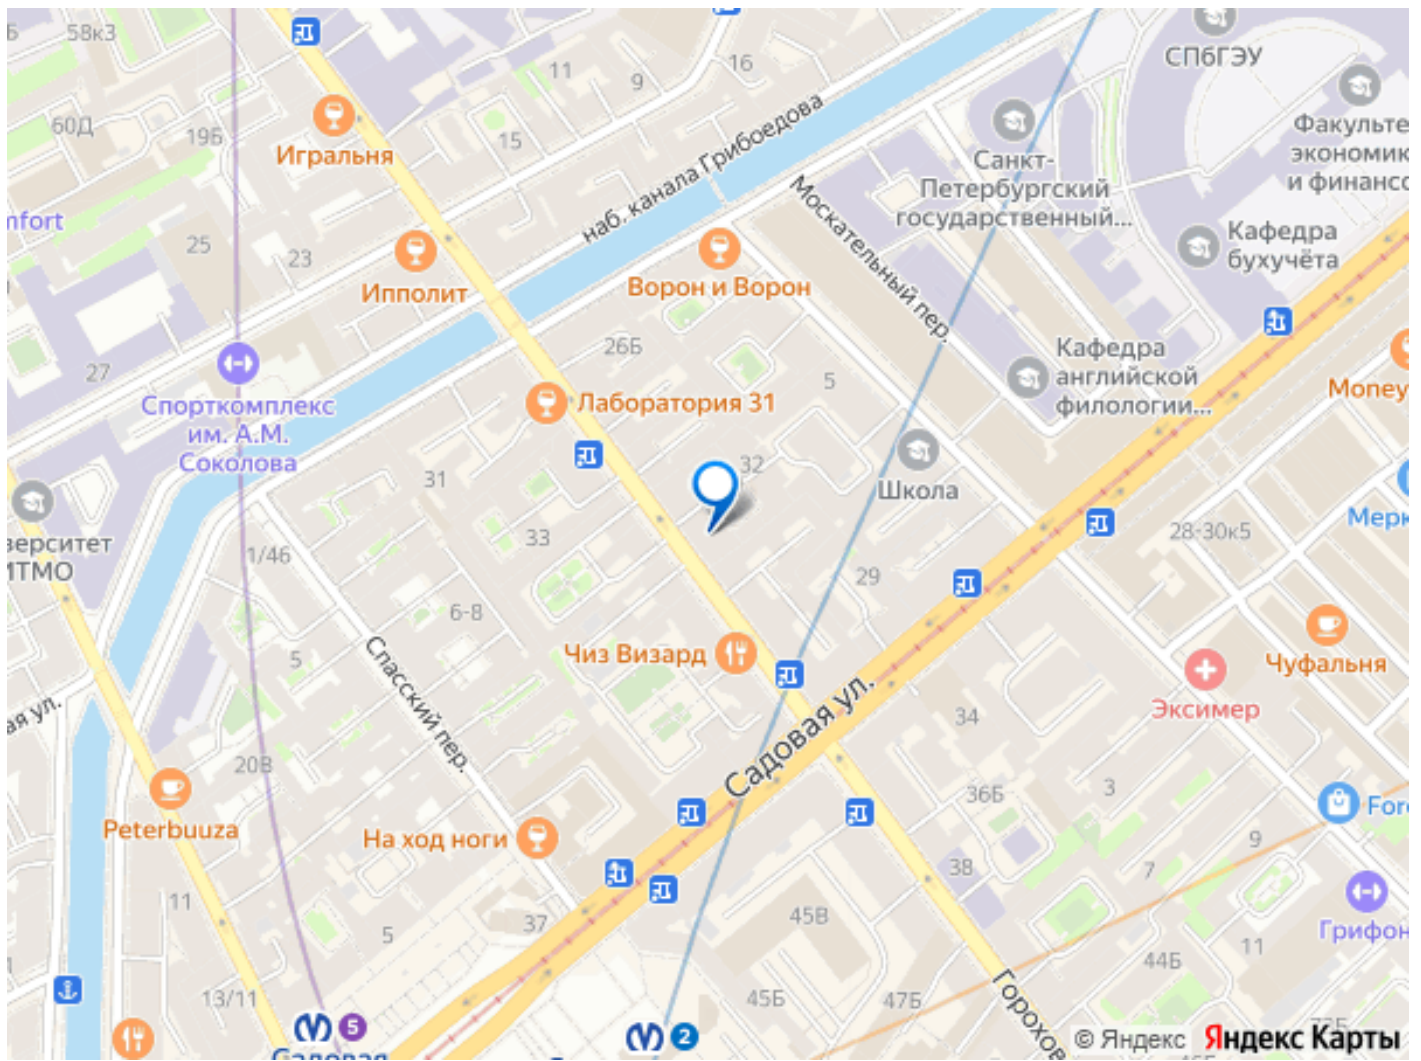 58к3
16
11
9
СПбГЭУ
60Д
19Б
15
Игральня
наб. канала Грибоедова
Санкт-
Петербургский
государственный...
Факульте
экономик
и финансо
Москательный пер.
mfort
25
23
Ипполит
Ворон и Ворон
Кафедра
бухучёта
26Б
27
5
Кафедра
английской
филологии...
Money
Спорткомплекс
им. А.М.
Соколова
Лаборатория 31
31
32
Школа
Мерк
верситет
ИТМО
33
28-30к5
1/46
29
6-8
5
Чиз Визард
Чуфальня
Спасский пер.
ая ул.
Эксимер
34
Садовая ул.
20В
3
36Б
Peterbuuza
На ход ноги
Fore
9
7
38
11
37
45В
5
Грифон
11
44Б
13/11
45Б
47Б
Горохов
5
Садовая
2
© Яндекс
Яндекс Карты